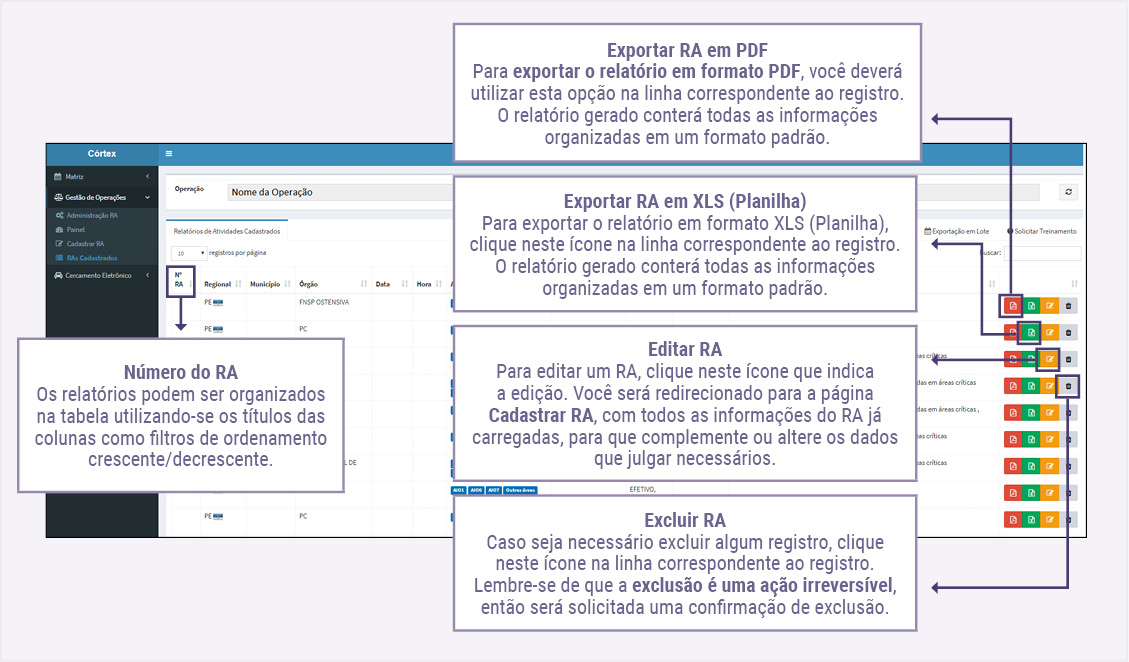 Exportar RA em PDF
Para exportar o relatório em formato PDF, você deverá
utilizar esta opção na linha correspondente ao registro.
O relatório gerado conterá todas as informações
organizadas em um formato padrão.
Córtex
Matriz
Gestão de Operações
Administração RA
Painel
Cadastrar RA
RAs Cadastrados
Cercamento Eletrônico
Operação
Nome da Operação
Relatórios de Atividades Cadastrados
Exportação em Lote
Solicitar Treinamento
10 registros por página
Buscar:
Nº RA
Regional
Município
Órgão
Data
Hora
PE
FNSP OSTENSIVA
PE
PC
Exportar RA em XLS (Planilha)
Para exportar o relatório em formato XLS (Planilha),
clique neste ícone na linha correspondente ao registro.
O relatório gerado conterá todas as informações
organizadas em um formato padrão.
Número do RA
Os relatórios podem ser organizados
na tabela utilizando-se os títulos das
colunas como filtros de ordenamento
crescente/decrescente.
Editar RA
Para editar um RA, clique neste ícone que indica
a edição. Você será redirecionado para a página
Cadastrar RA, com todos as informações do RA já
carregadas, para que complemente ou altere os dados
que julgar necessários.
as críticas
das em áreas críticas
das em áreas críticas ,
as críticas
as críticas
L DE
AI01 AI06 AI07 Outras áreas
EFETIVO,
PE
PC
Excluir RA
Caso seja necessário excluir algum registro, clique
neste ícone na linha correspondente ao registro.
Lembre-se de que a exclusão é uma ação irreversível,
então será solicitada uma confirmação de exclusão.